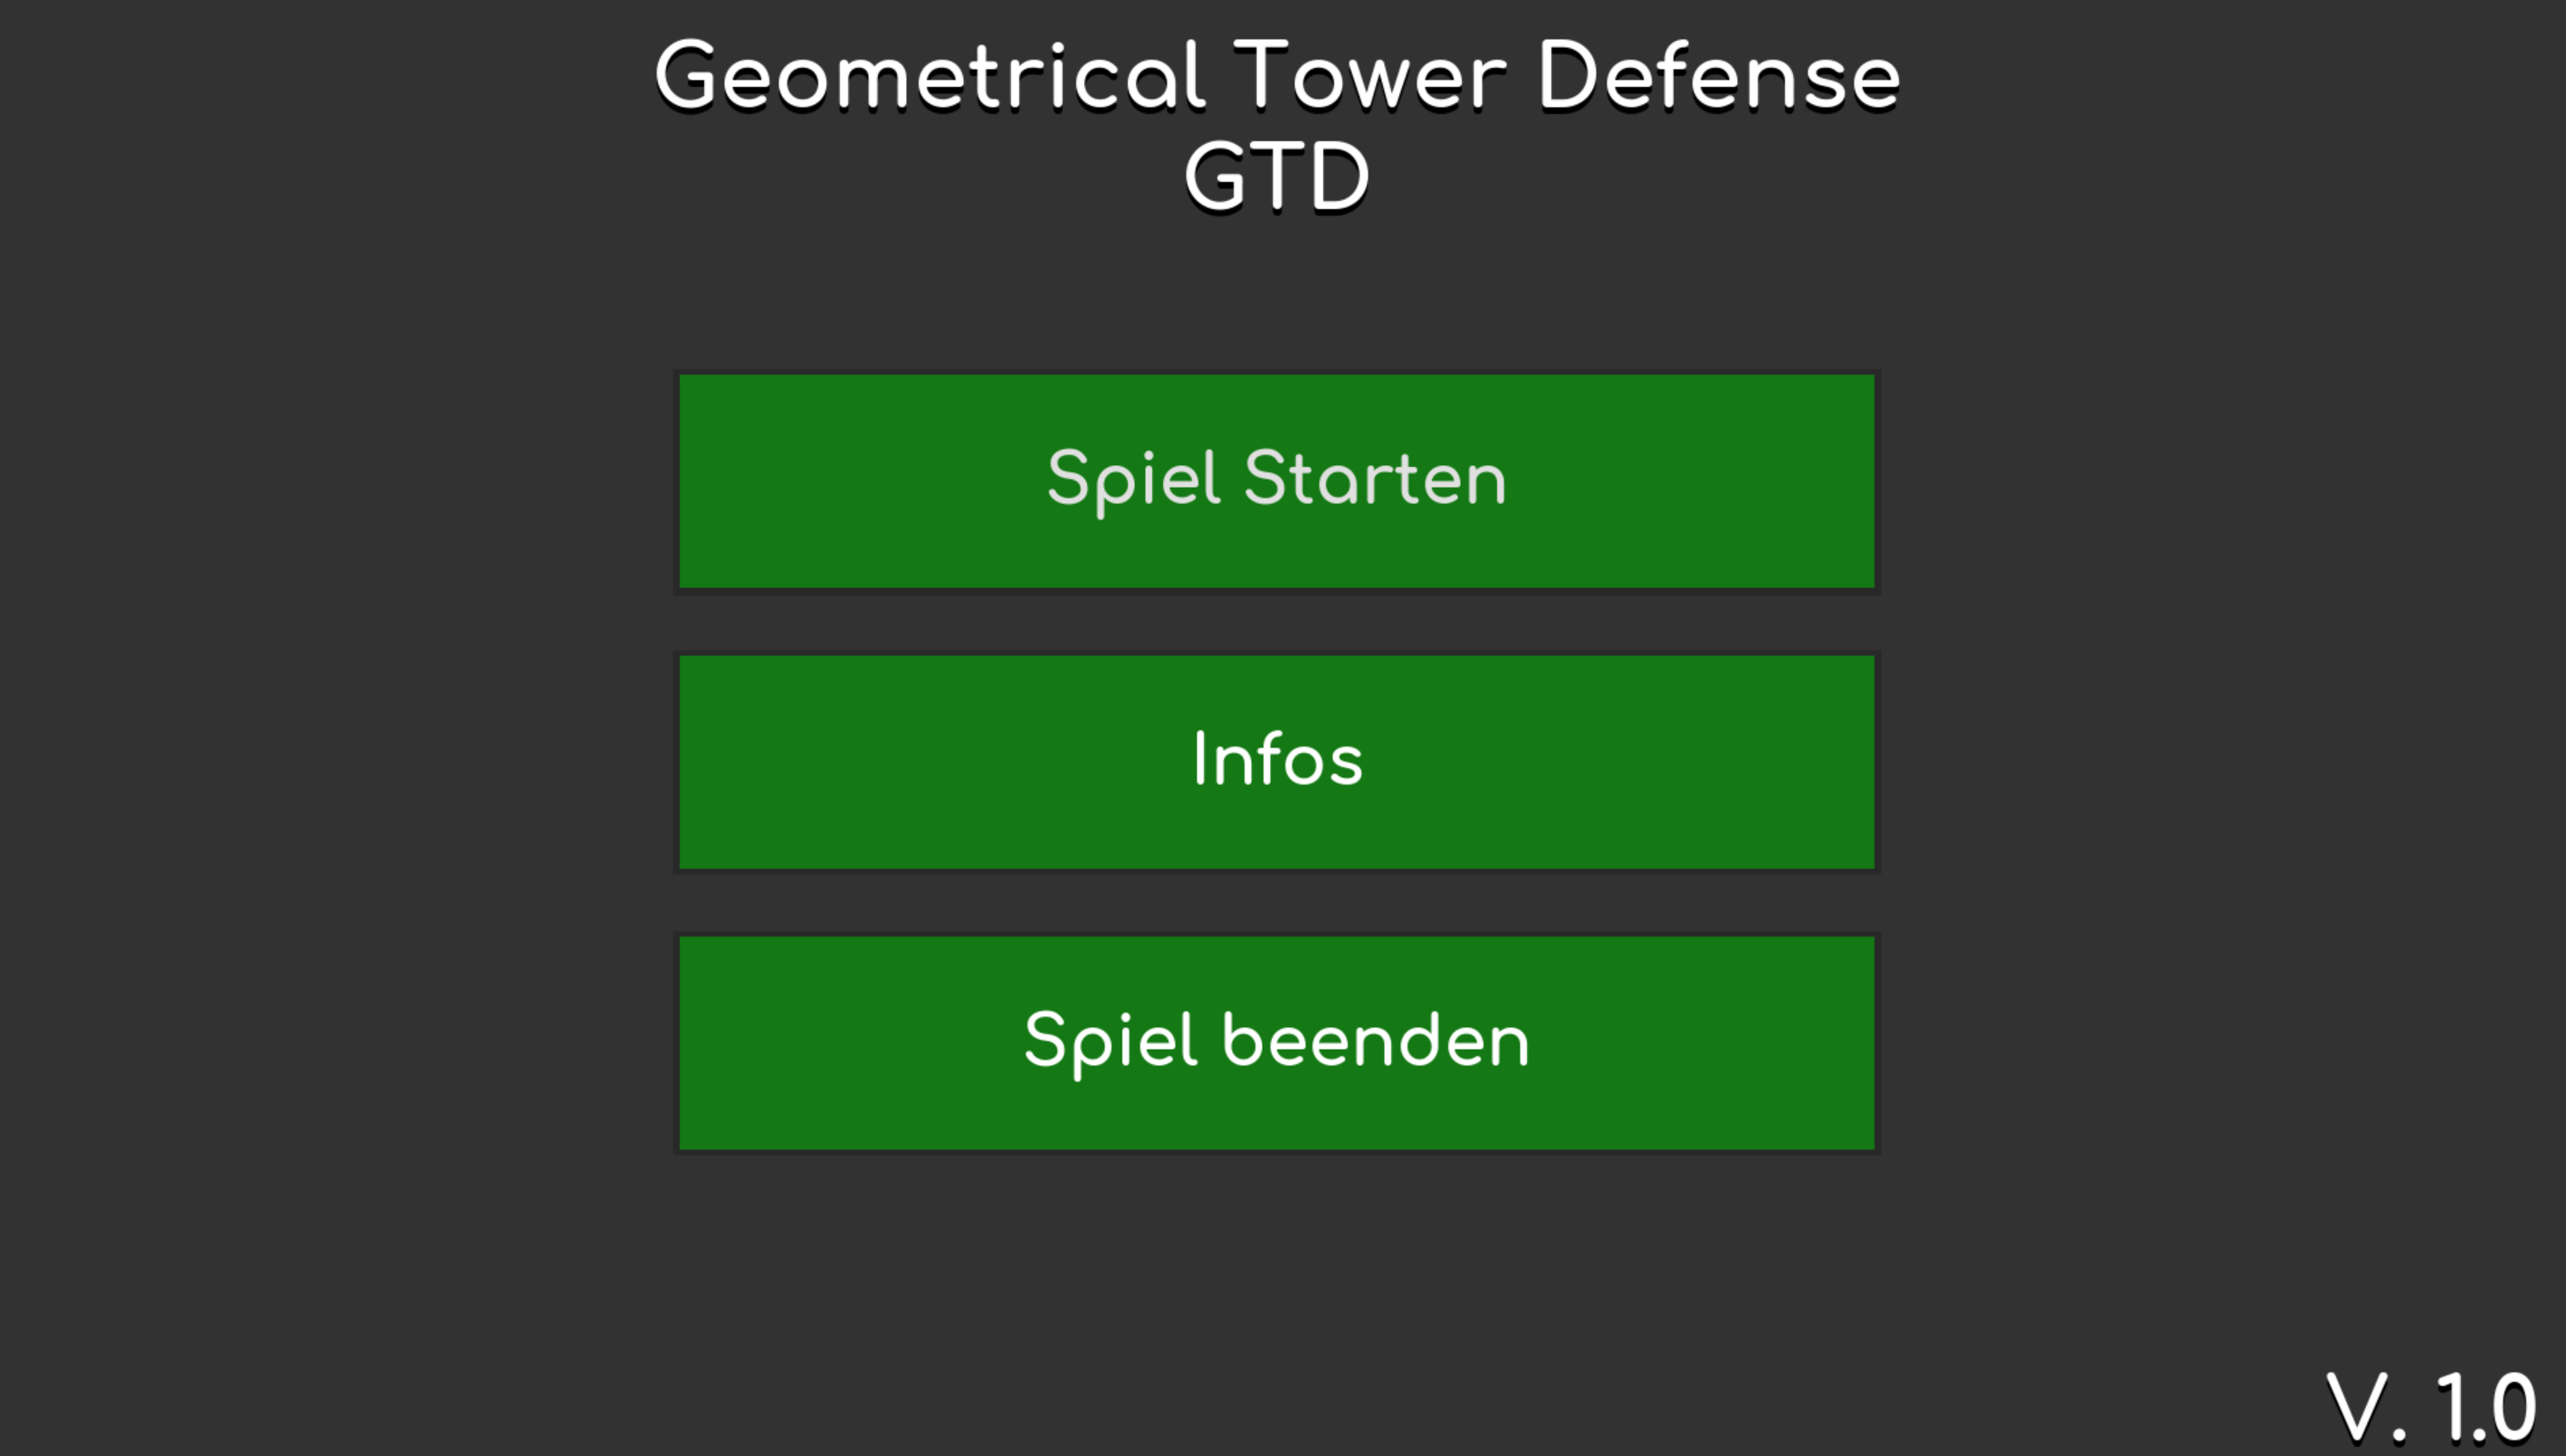 Geometrical Tower Defense
GTD
Spiel Starten
Infos
Spiel beenden
V. 1.0